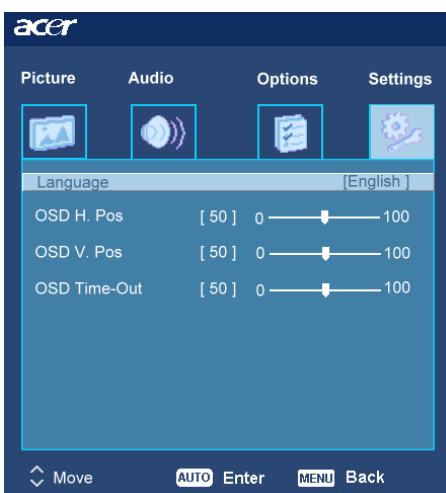 acer
Picture Audio Options Settings
Language [English ]
OSD H. Pos [ 50 ] 0 100
OSD V. Pos [ 50 ] 0 100
OSD Time-Out [ 50 ] 0 100
Move AUTO Enter MENU Back